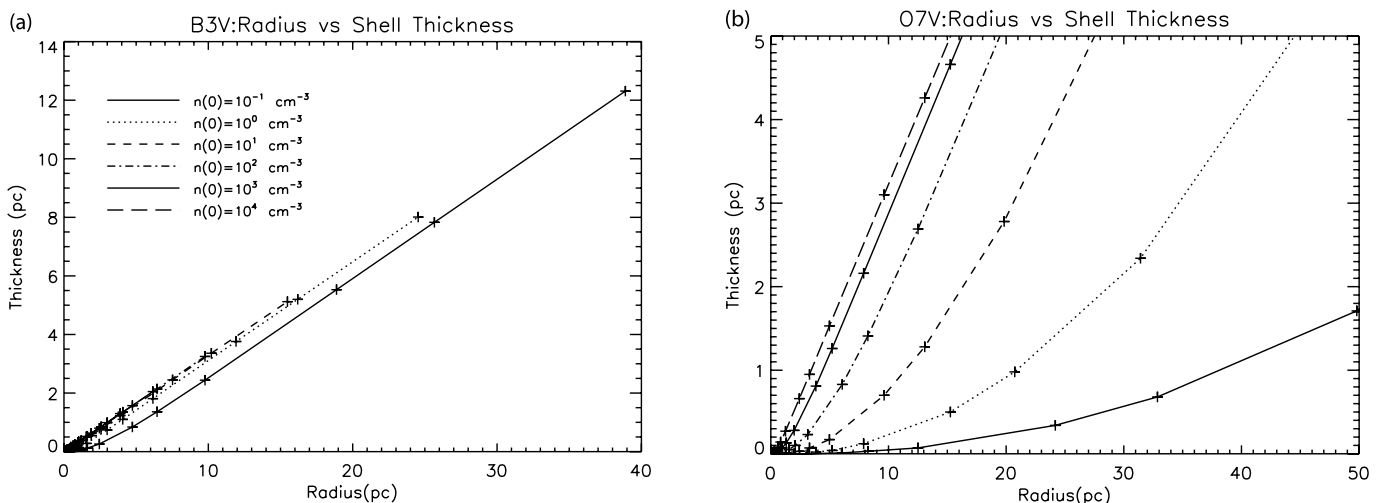 (a)
B3V:Radius vs Shell Thickness
14
12
10
8
6
4
2
0
Thickness (pc)
n(0)=10⁻¹ cm⁻³
n(0)=10⁰ cm⁻³
n(0)=10¹ cm⁻³
n(0)=10² cm⁻³
n(0)=10³ cm⁻³
n(0)=10⁴ cm⁻³
0 10 20 30 40
Radius(pc)
(b)
O7V:Radius vs Shell Thickness
5
4
3
2
1
0
Thickness (pc)
0 10 20 30 40 50
Radius(pc)